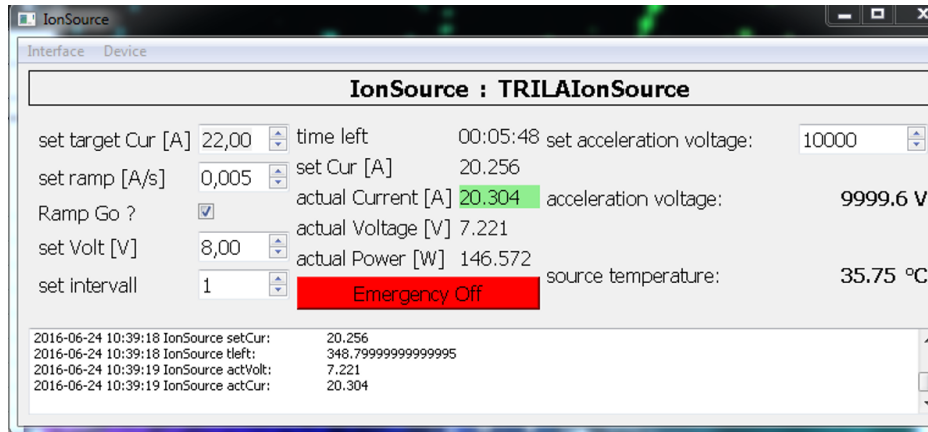 IonSource
Interface Device
IonSource : TRILAIonSource
set target Cur [A] 22,00
set ramp [A/s] 0,005
Ramp Go ?
set Volt [V] 8,00
set intervall 1
time left 00:05:48
set Cur [A] 20.256
actual Current [A] 20.304
actual Voltage [V] 7.221
actual Power [W] 146.572
Emergency Off
set acceleration voltage: 10000
acceleration voltage: 9999.6 V
source temperature: 35.75 °C
2016-06-24 10:39:18 IonSource setCur: 20.256
2016-06-24 10:39:18 IonSource tleft: 348.79999999999995
2016-06-24 10:39:19 IonSource actVolt: 7.221
2016-06-24 10:39:19 IonSource actCur: 20.304